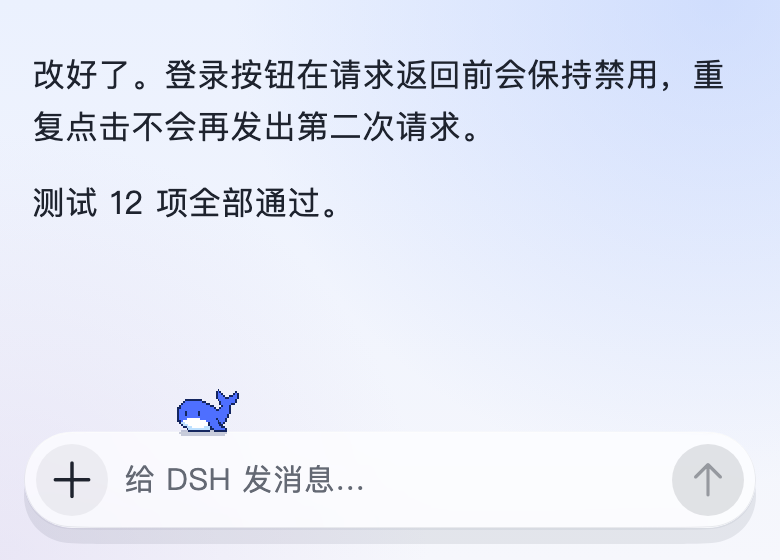 改好了。登录按钮在请求返回前会保持禁用，重
复点击不会再发出第二次请求。
测试 12 项全部通过。
给 DSH 发消息...